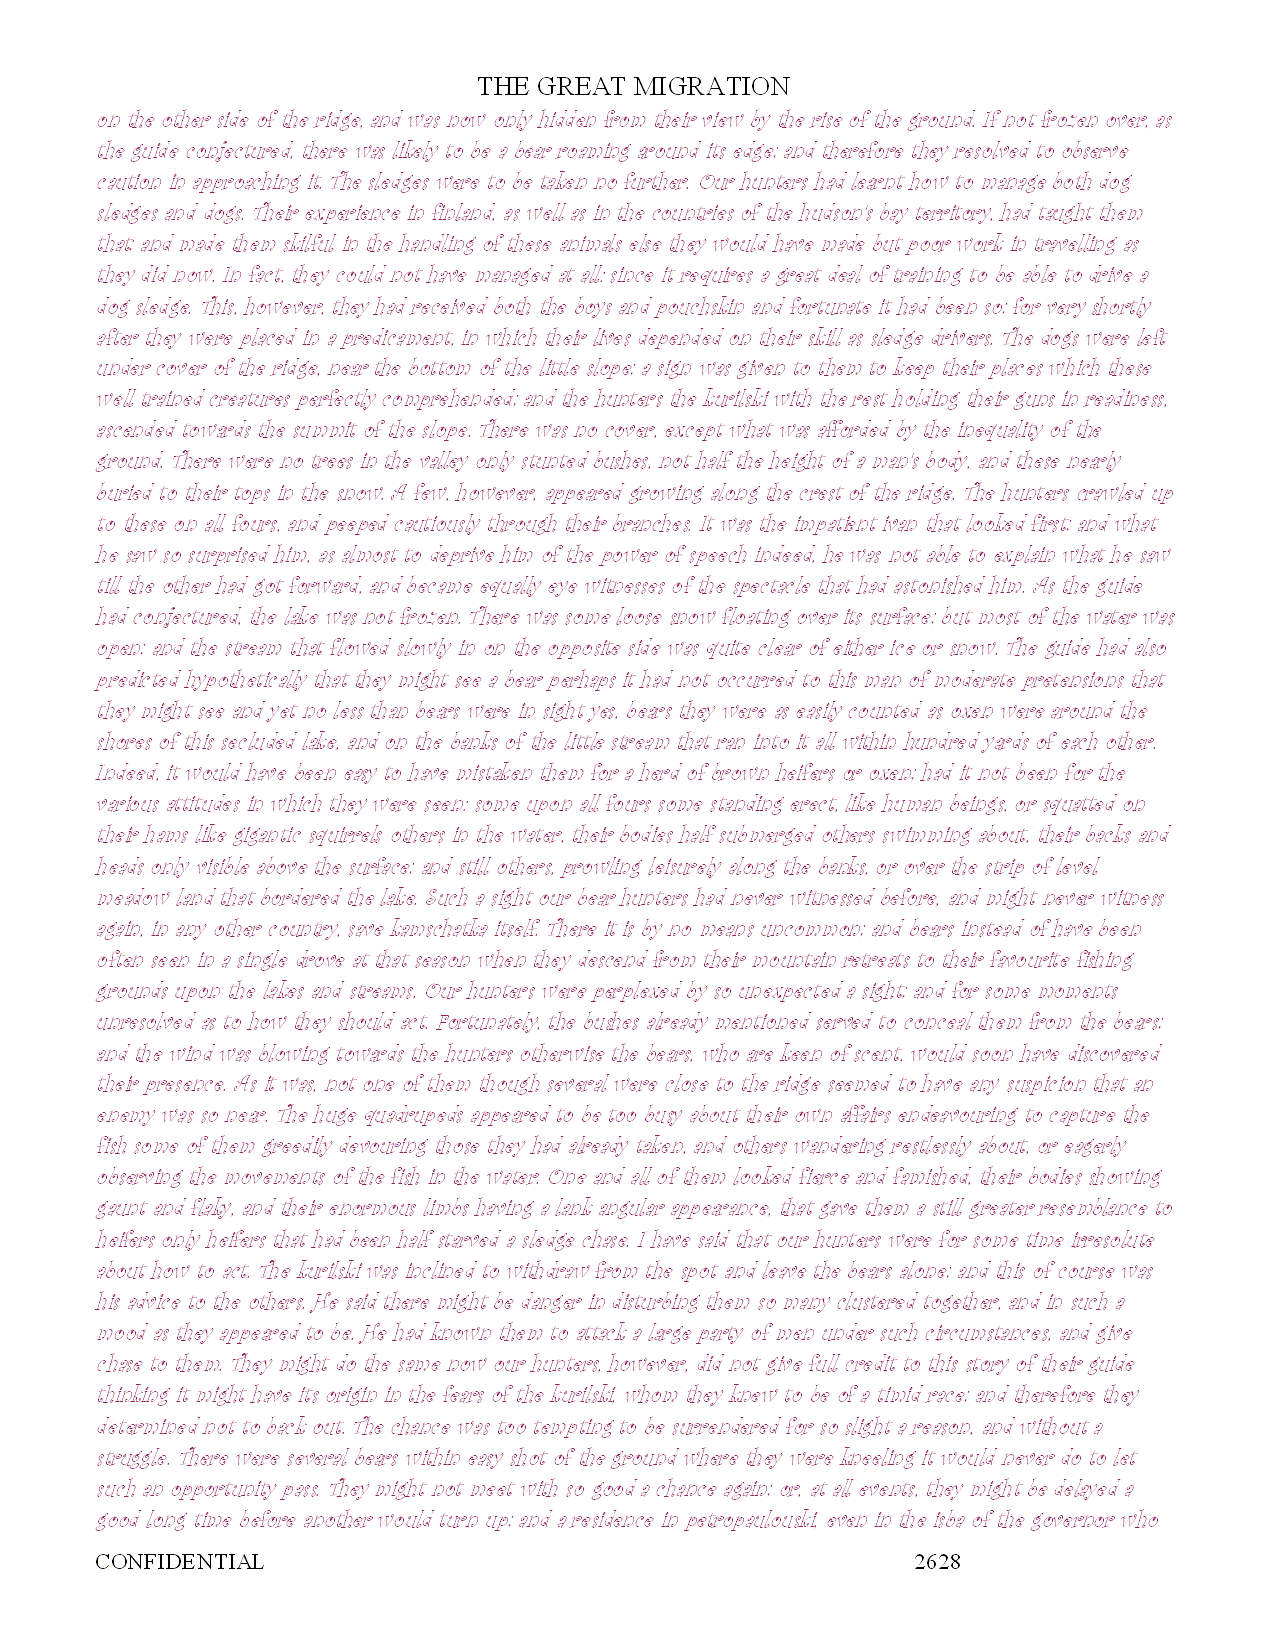 THE GREAT MIGRATION
on the other side of the ridge, and was now only hidden from their view by the rise of the ground. If not frozen over, as
the guide conjectured, there was likely to be a bear roaming around its edge; and therefore they resolved to observe
caution in approaching it. The sledges were to be taken no further. Our hunters had learnt how to manage both dog
sledges and dogs. Their experience in finland, as well as in the countries of the hudson's bay territory, had taught them
that; and made them skilful in the handling of these animals else they would have made but poor work in travelling as
they did now. In fact, they could not have managed at all; since it requires a great deal of training to be able to drive a
dog sledge. This, however, they had received both the boys and pouchskin and fortunate it had been so; for very shortly
after they were placed in a predicament, in which their lives depended on their skill as sledge drivers. The dogs were left
under cover of the ridge, near the bottom of the little slope; a sign was given to them to keep their places which these
well trained creatures perfectly comprehended; and the hunters the kurilski with the rest holding their guns in readiness,
ascended towards the summit of the slope. There was no cover, except what was afforded by the inequality of the
ground. There were no trees in the valley only stunted bushes, not half the height of a man's body, and these nearly
buried to their tops in the snow. A few, however, appeared growing along the crest of the ridge. The hunters crawled up
to these on all fours, and peeped cautiously through their branches. It was the impatient ivan that looked first; and what
he saw so surprised him, as almost to deprive him of the power of speech indeed, he was not able to explain what he saw
till the other had got forward, and became equally eye witnesses of the spectacle that had astonished him. As the guide
had conjectured, the lake was not frozen. There was some loose snow floating over its surface; but most of the water was
open; and the stream that flowed slowly in on the opposite side was quite clear of either ice or snow. The guide had also
predicted hypothetically that they might see a bear perhaps it had not occurred to this man of moderate pretensions that
they might see and yet no less than bears were in sight yes, bears they were as easily counted as oxen were around the
shores of this secluded lake, and on the banks of the little stream that ran into it all within hundred yards of each other.
Indeed, it would have been easy to have mistaken them for a herd of brown heifers or oxen; had it not been for the
various attitudes in which they were seen: some upon all fours some standing erect, like human beings, or squatted on
their hams like gigantic squirrels others in the water, their bodies half submerged others swimming about, their backs and
heads only visible above the surface; and still others, prowling leisurely along the banks, or over the strip of level
meadow land that bordered the lake. Such a sight our bear hunters had never witnessed before, and might never witness
again, in any other country, save kamschatka itself. There it is by no means uncommon; and bears instead of have been
often seen in a single drove at that season when they descend from their mountain retreats to their favourite fishing
grounds upon the lakes and streams. Our hunters were perplexed by so unexpected a sight; and for some moments
unresolved as to how they should act. Fortunately, the bushes already mentioned served to conceal them from the bears;
and the wind was blowing towards the hunters otherwise the bears, who are keen of scent, would soon have discovered
their presence. As it was, not one of them though several were close to the ridge seemed to have any suspicion that an
enemy was so near. The huge quadrupeds appeared to be too busy about their own affairs endeavouring to capture the
fish some of them greedily devouring those they had already taken, and others wandering restlessly about, or eagerly
observing the movements of the fish in the water. One and all of them looked fierce and famished, their bodies showing
gaunt and flaky, and their enormous limbs having a lank angular appearance, that gave them a still greater resemblance to
heifers only heifers that had been half starved a sledge chase. I have said that our hunters were for some time irresolute
about how to act. The kurilski was inclined to withdraw from the spot and leave the bears alone; and this of course was
his advice to the others. He said there might be danger in disturbing them so many clustered together, and in such a
mood as they appeared to be. He had known them to attack a large party of men under such circumstances, and give
chase to them. They might do the same now our hunters, however, did not give full credit to this story of their guide
thinking it might have its origin in the fears of the kurilski, whom they knew to be of a timid race; and therefore they
determined not to back out. The chance was too tempting to be surrendered for so slight a reason, and without a
struggle. There were several bears within easy shot of the ground where they were kneeling it would never do to let
such an opportunity pass. They might not meet with so good a chance again; or, at all events, they might be delayed a
good long time before another would turn up; and a residence in petropaulouski, even in the isba of the governor who
CONFIDENTIAL 2628